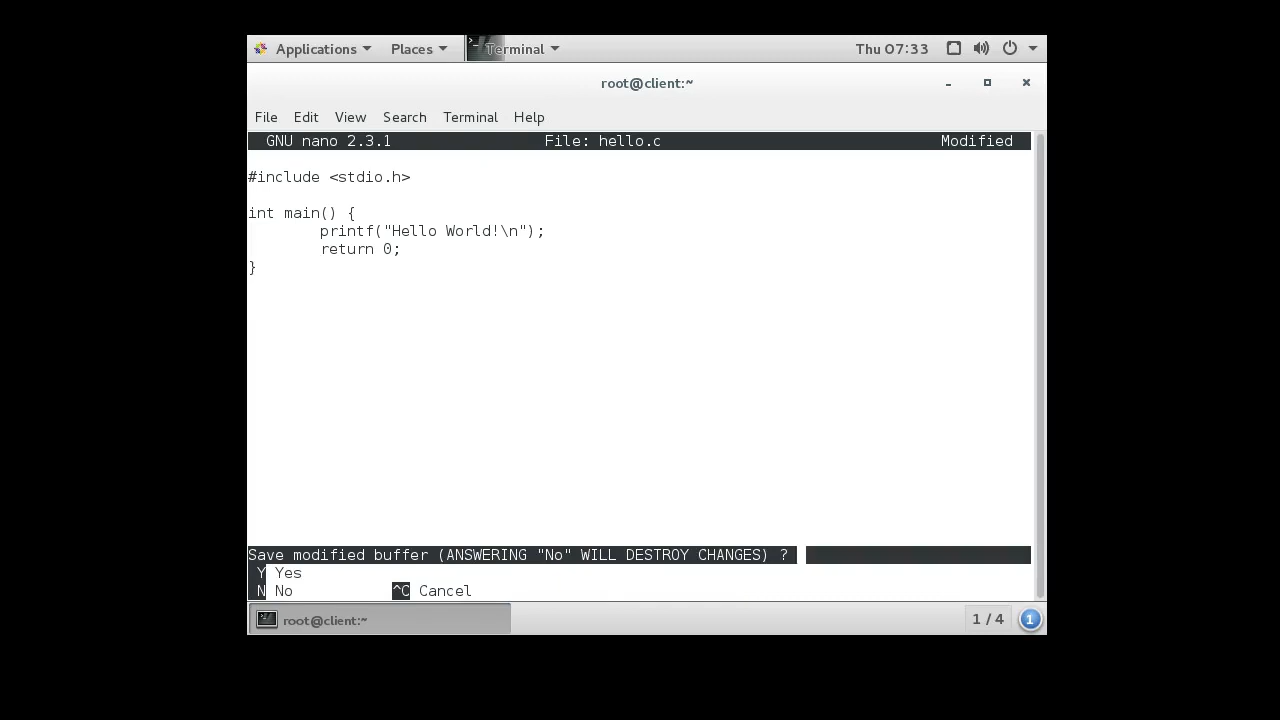 Applications Places Terminal Thu 07:33
root@client:~
File Edit View Search Terminal Help
GNU nano 2.3.1 File: hello.c Modified
#include <stdio.h>
int main() {
printf("Hello World!\n");
return 0;
}
Save modified buffer (ANSWERING "No" WILL DESTROY CHANGES) ?
Y Yes
N No ^C Cancel
root@client:~ 1 / 4 1